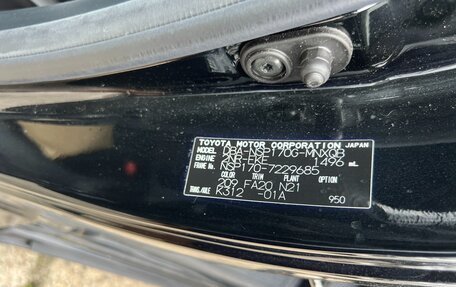 TOYOTA MOTOR CORPORATION JAPAN
MODEL DBA-NSP170G-MNXQB
ENGINE 2NR-FKE 1496 mL
FRAME No. NSP170-7229685
COLOR TRIM PLANT OPTION
209 FA20 N21
TRANS./AXLE K312 -01A
950